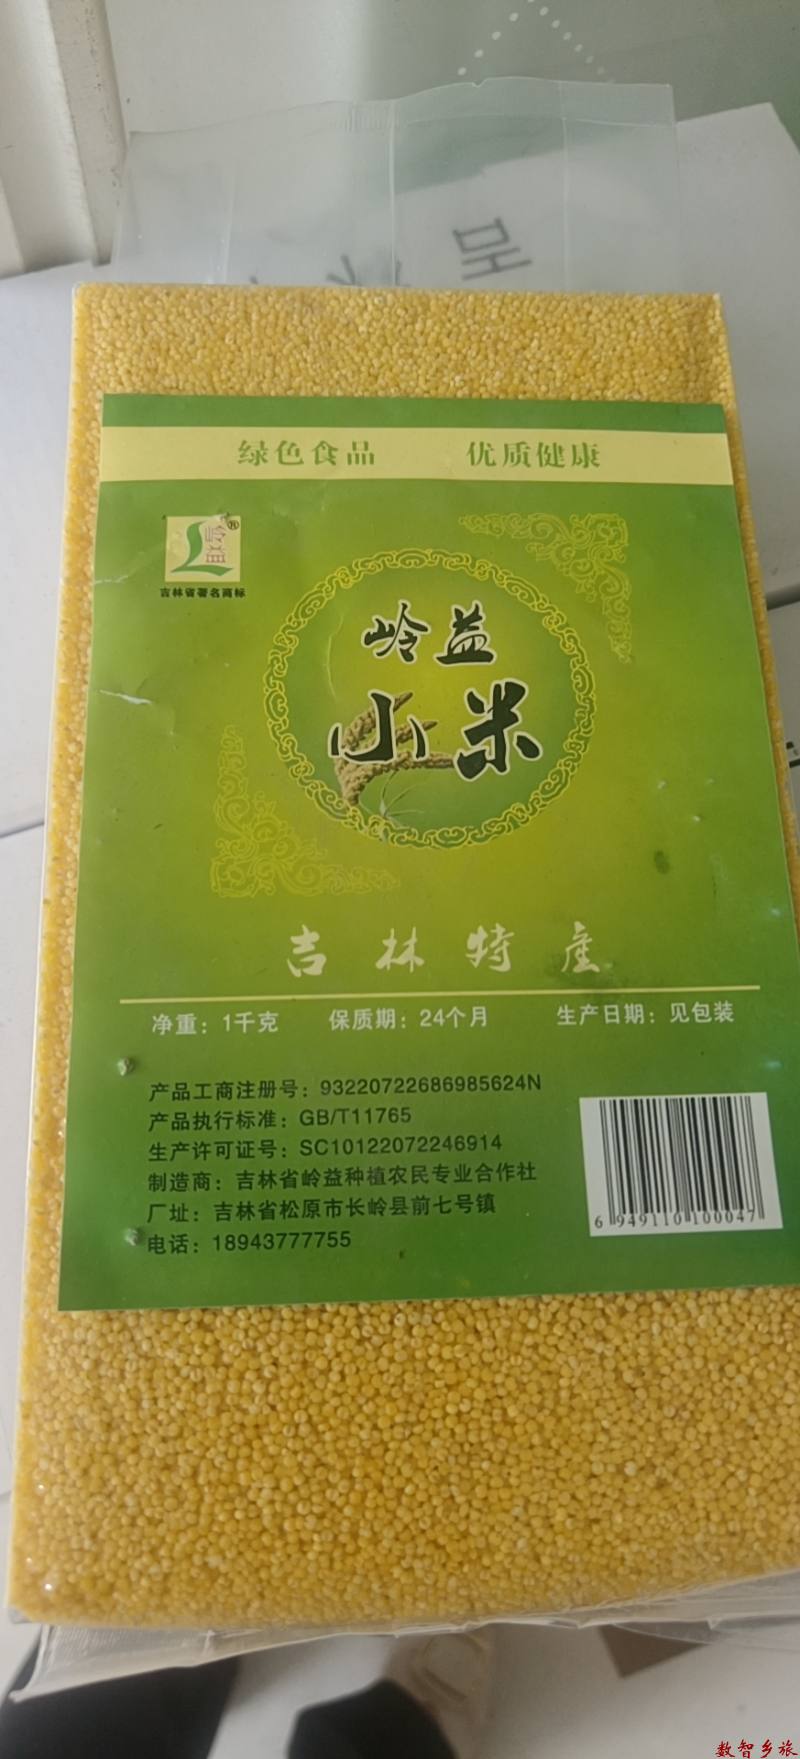 绿色食品 优质健康
岭益®
吉林省著名商标
岭益
小米
吉林特产
净重：1千克 保质期：24个月 生产日期：见包装
产品工商注册号：93220722686985624N
产品执行标准：GB/T11765
生产许可证号：SC10122072246914
制造商：吉林省岭益种植农民专业合作社
厂址：吉林省松原市长岭县前七号镇
电话：18943777755
6 949110 100047
数智乡旅